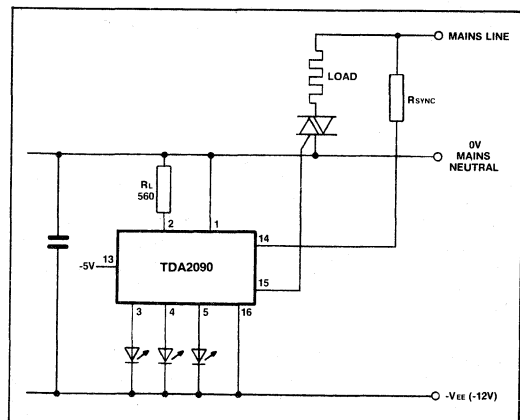 MAINS LINE
LOAD
RSYNC
0V
MAINS
NEUTRAL
RL
560
2
1
14
-5V
13
TDA2090
15
3
4
5
16
-VEE (-12V)